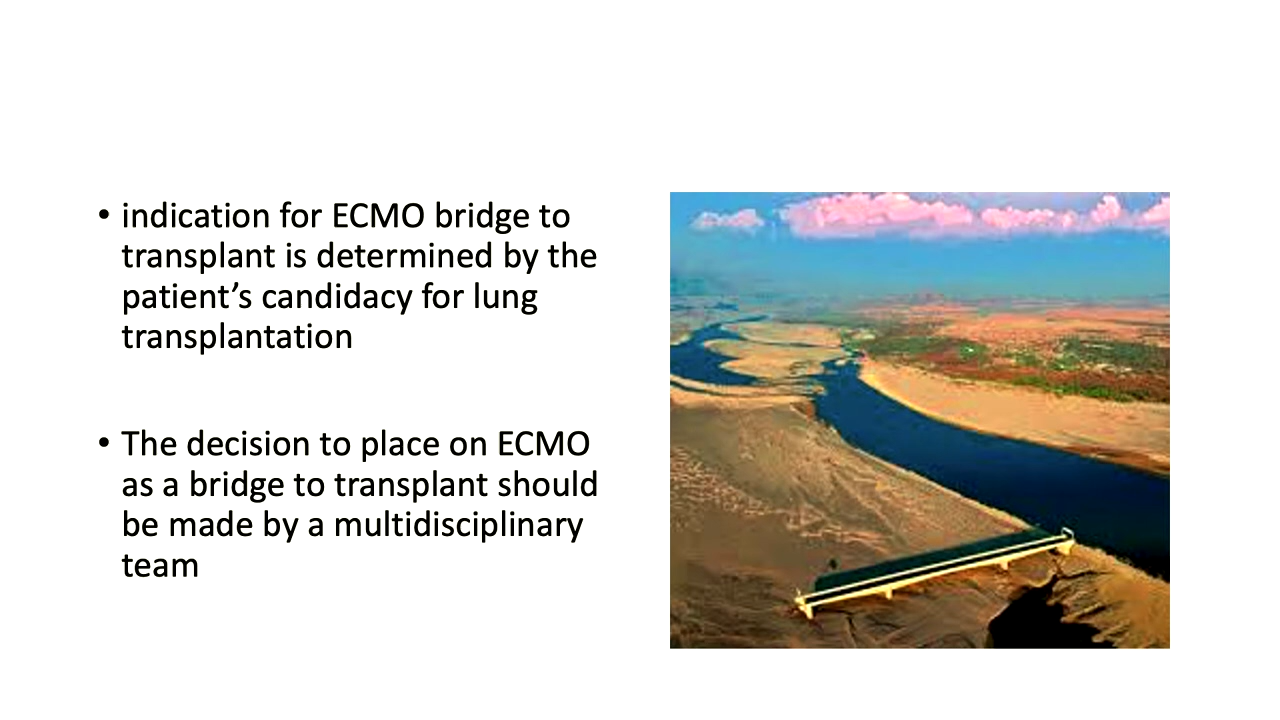 • indication for ECMO bridge to
transplant is determined by the
patient’s candidacy for lung
transplantation
• The decision to place on ECMO
as a bridge to transplant should
be made by a multidisciplinary
team